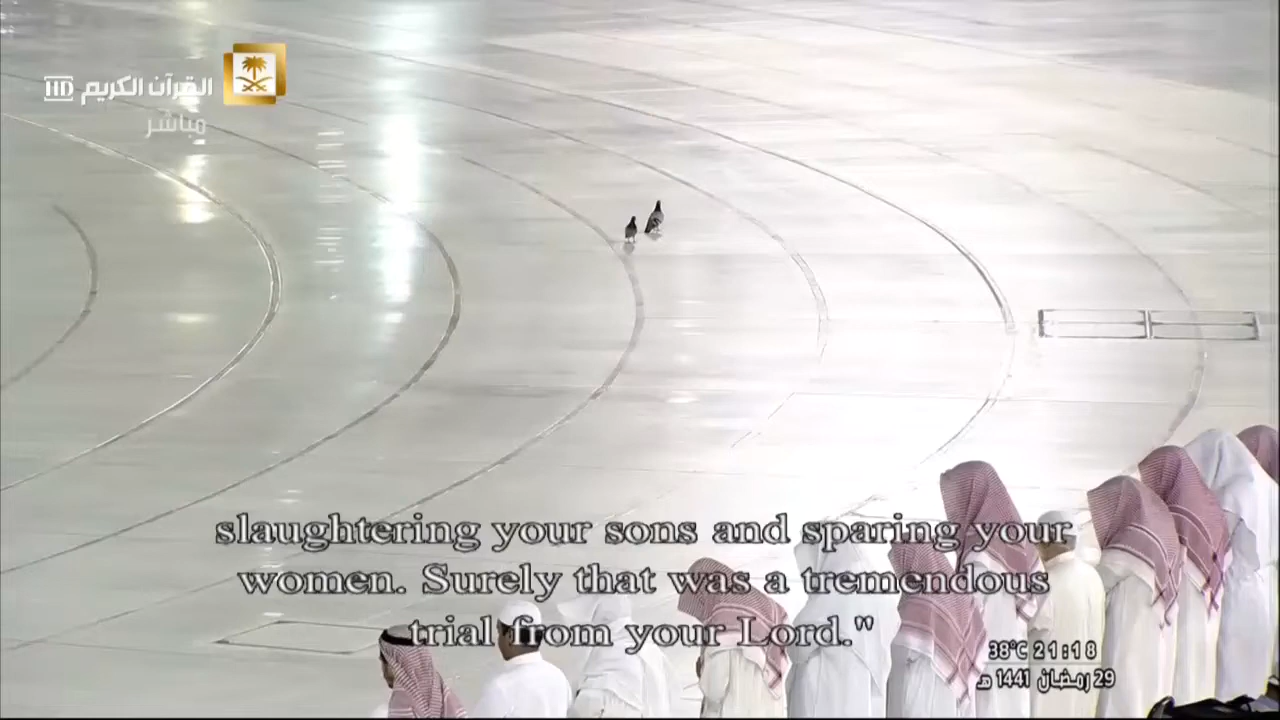 القرآن الكريم HD
مباشر
slaughtering your sons and sparing your
women. Surely that was a tremendous
trial from your Lord."
38°C 21:18
29 رمضان 1441 هـ